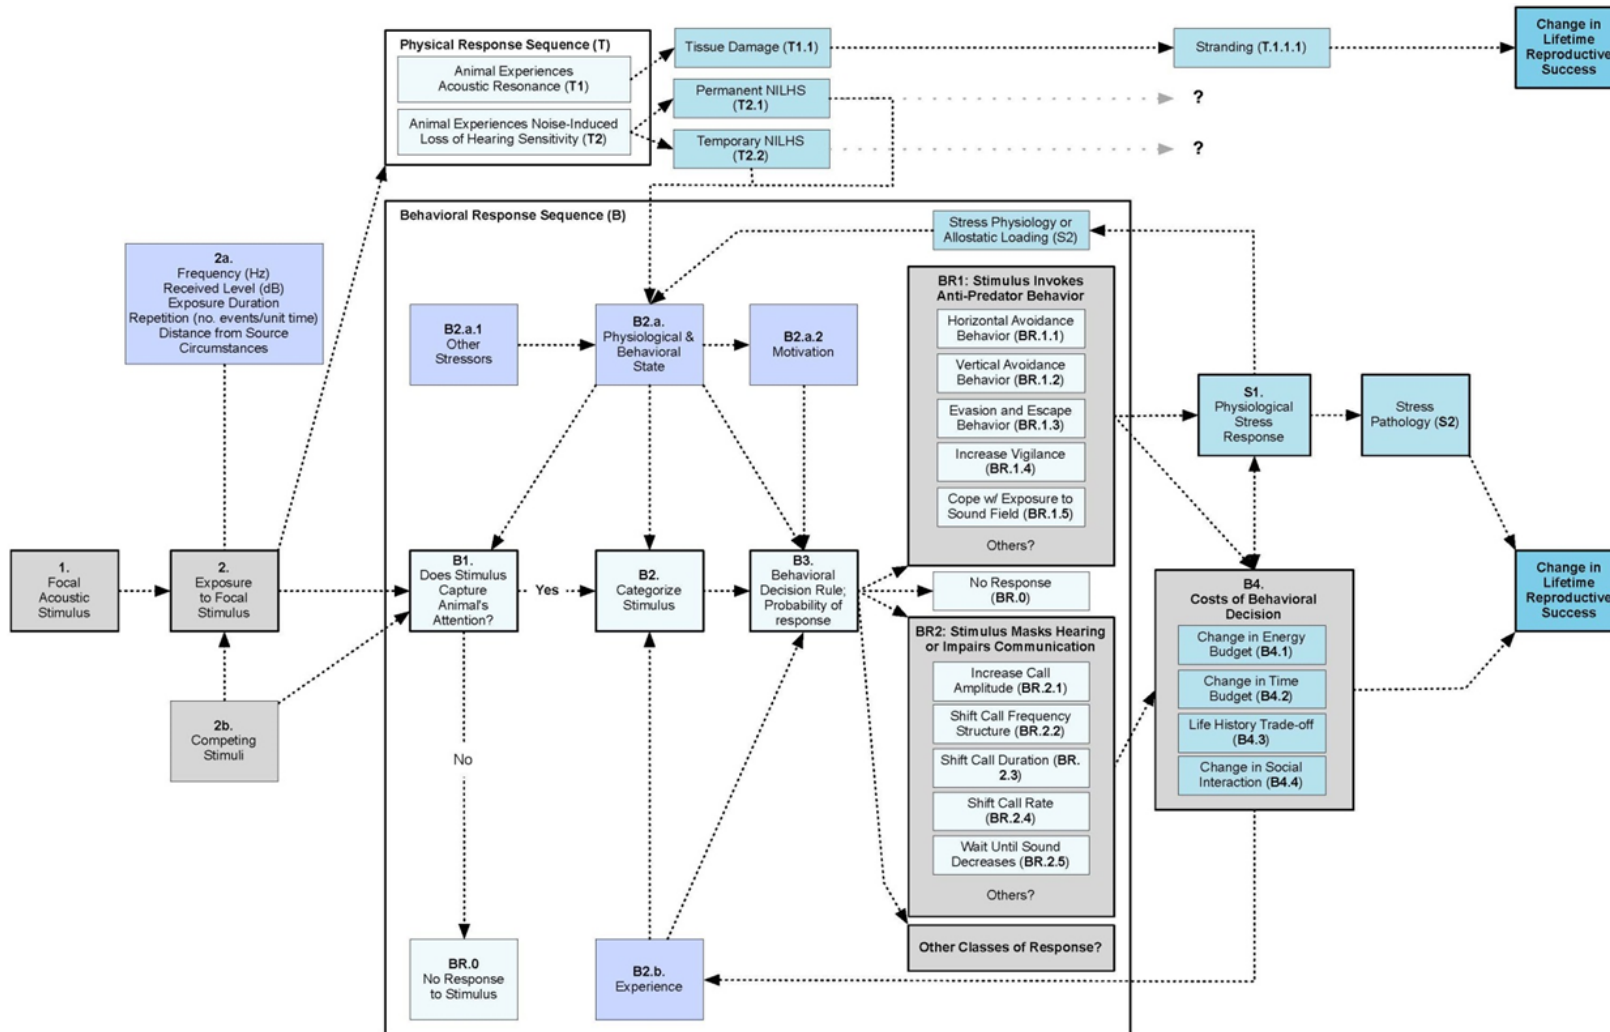 Physical Response Sequence (T)
Animal Experiences
Acoustic Resonance (T1)
Animal Experiences Noise-Induced
Loss of Hearing Sensitivity (T2)
Tissue Damage (T1.1)
Permanent NILHS
(T2.1)
Temporary NILHS
(T2.2)
Stranding (T.1.1.1)
?
?
Change in
Lifetime
Reproductive
Success
Behavioral Response Sequence (B)
2a.
Frequency (Hz)
Received Level (dB)
Exposure Duration
Repetition (no. events/unit time)
Distance from Source
Circumstances
1.
Focal
Acoustic
Stimulus
2.
Exposure
to Focal
Stimulus
2b.
Competing
Stimuli
B2.a.1
Other
Stressors
B2.a.
Physiological &
Behavioral
State
B2.a.2
Motivation
Stress Physiology or
Allostatic Loading (S2)
B1.
Does Stimulus
Capture
Animal's
Attention?
Yes
No
BR.0
No Response
to Stimulus
B2.
Categorize
Stimulus
B3.
Behavioral
Decision Rule;
Probability of
response
B2.b.
Experience
BR1: Stimulus Invokes
Anti-Predator Behavior
Horizontal Avoidance
Behavior (BR.1.1)
Vertical Avoidance
Behavior (BR.1.2)
Evasion and Escape
Behavior (BR.1.3)
Increase Vigilance
(BR.1.4)
Cope w/ Exposure to
Sound Field (BR.1.5)
Others?
No Response
(BR.0)
BR2: Stimulus Masks Hearing
or Impairs Communication
Increase Call
Amplitude (BR.2.1)
Shift Call Frequency
Structure (BR.2.2)
Shift Call Duration (BR.
2.3)
Shift Call Rate
(BR.2.4)
Wait Until Sound
Decreases (BR.2.5)
Others?
Other Classes of Response?
S1.
Physiological
Stress
Response
Stress
Pathology (S2)
B4.
Costs of Behavioral
Decision
Change in Energy
Budget (B4.1)
Change in Time
Budget (B4.2)
Life History Trade-off
(B4.3)
Change in Social
Interaction (B4.4)
Change in
Lifetime
Reproductive
Success